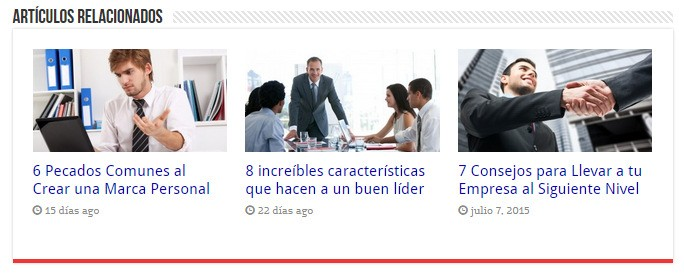 ARTÍCULOS RELACIONADOS
6 Pecados Comunes al
Crear una Marca Personal
15 días ago
8 increíbles características
que hacen a un buen líder
22 días ago
7 Consejos para Llevar a tu
Empresa al Siguiente Nivel
julio 7, 2015